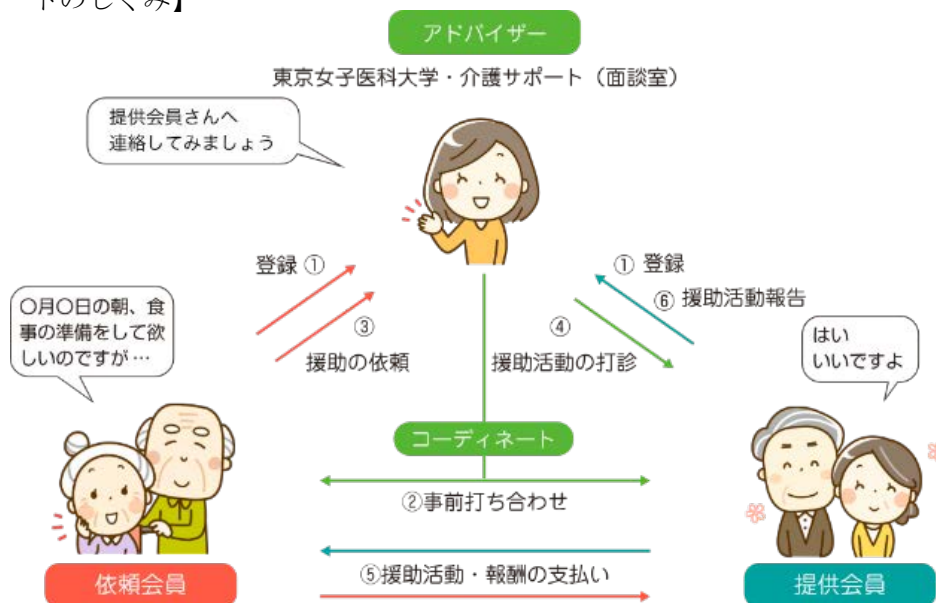 トのしくみ】
アドバイザー
東京女子医科大学・介護サポート（面談室）
提供会員さんへ
連絡してみましょう
登録 ①
① 登録
⑥ 援助活動報告
〇月〇日の朝、食
事の準備をして欲
しいのですが…
③
援助の依頼
④
援助活動の打診
はい
いいですよ
コーディネート
②事前打ち合わせ
⑤援助活動・報酬の支払い
依頼会員
提供会員